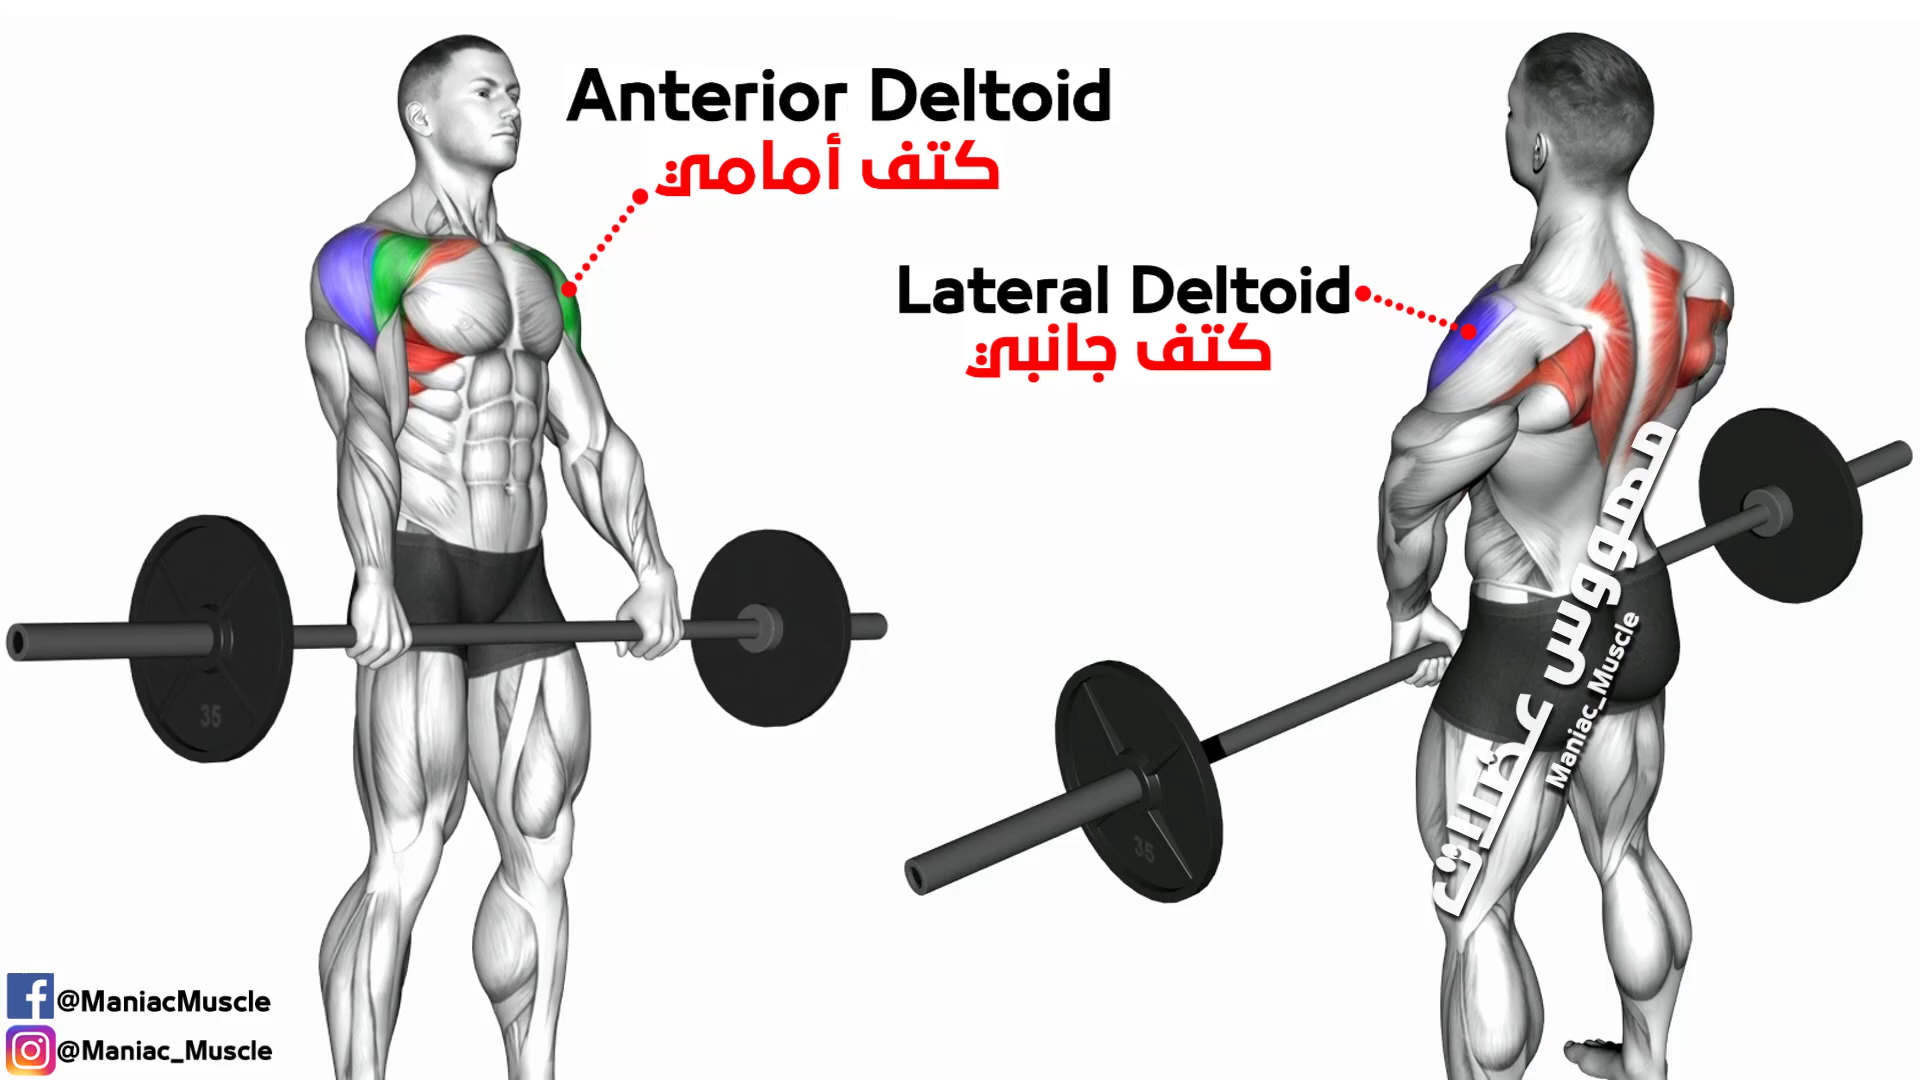 Anterior Deltoid
كتف أمامي
Lateral Deltoid
كتف جانبي
مهووس عضلات
Maniac_Muscle
35
35
@ManiacMuscle
@Maniac_Muscle